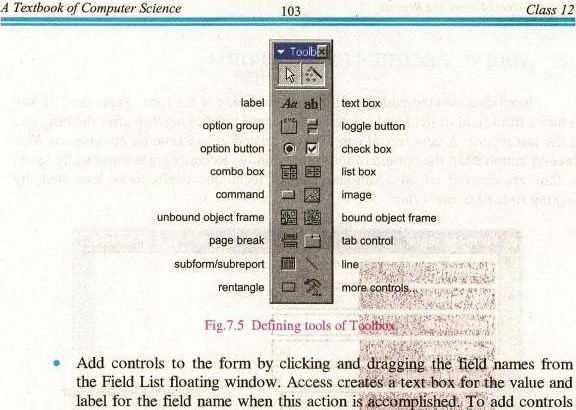 A Textbook of Computer Science 103 Class 12
Toolb
label Aa ab text box
option group toggle button
option button check box
combo box list box
command image
unbound object frame bound object frame
page break tab control
subform/subreport line
rentangle more controls...
Fig.7.5 Defining tools of Toolbox.
• Add controls to the form by clicking and dragging the field names from
the Field List floating window. Access creates a text box for the value and
label for the field name when this action is accomplished. To add controls